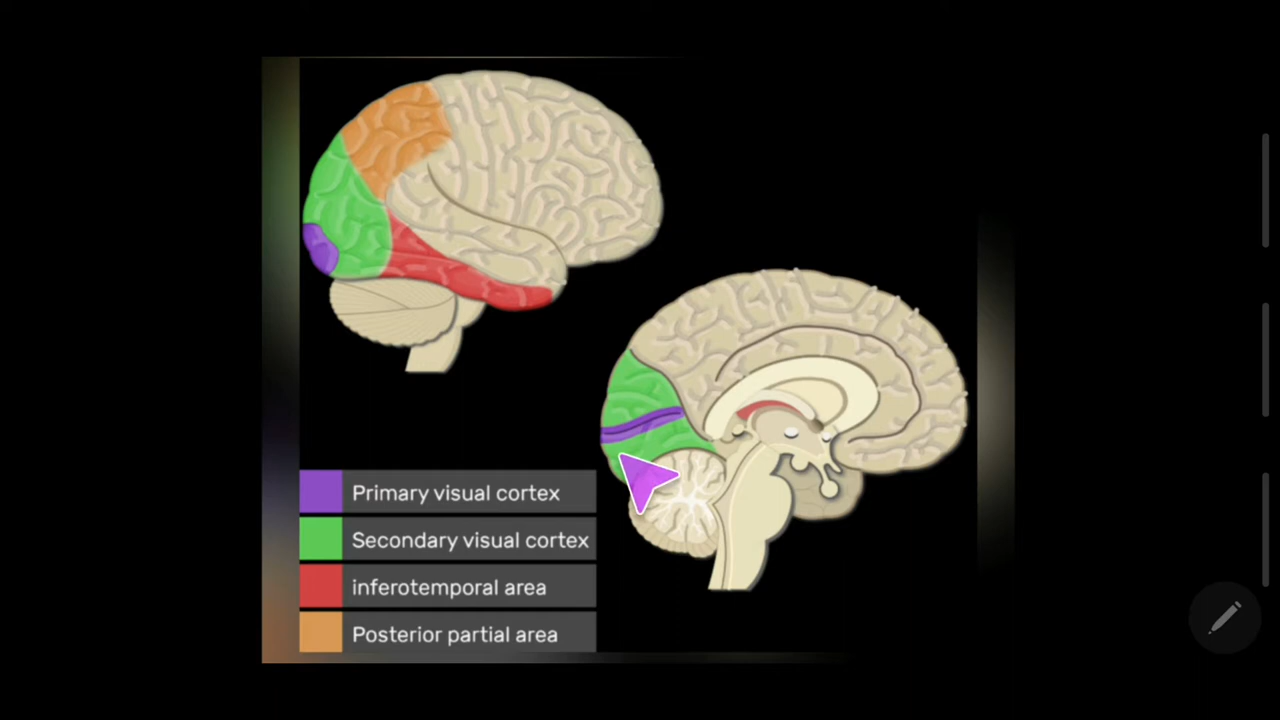 Primary visual cortex
Secondary visual cortex
inferotemporal area
Posterior partial area